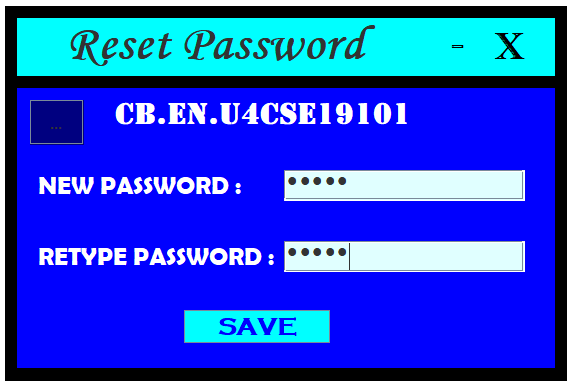 Reset Password - X
... CB.EN.U4CSE19101
NEW PASSWORD : •••••
RETYPE PASSWORD : •••••
SAVE